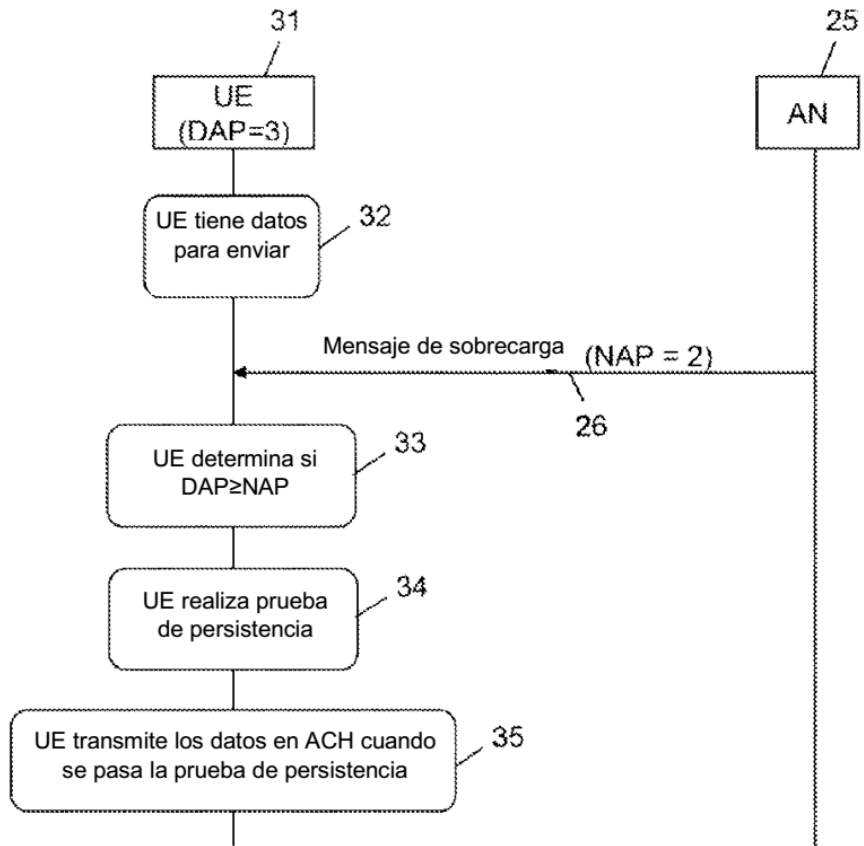 31
25
UE
(DAP=3)
AN
UE tiene datos
para enviar
32
Mensaje de sobrecarga
(NAP = 2)
26
UE determina si
DAP≥NAP
33
UE realiza prueba
de persistencia
34
UE transmite los datos en ACH cuando
se pasa la prueba de persistencia
35